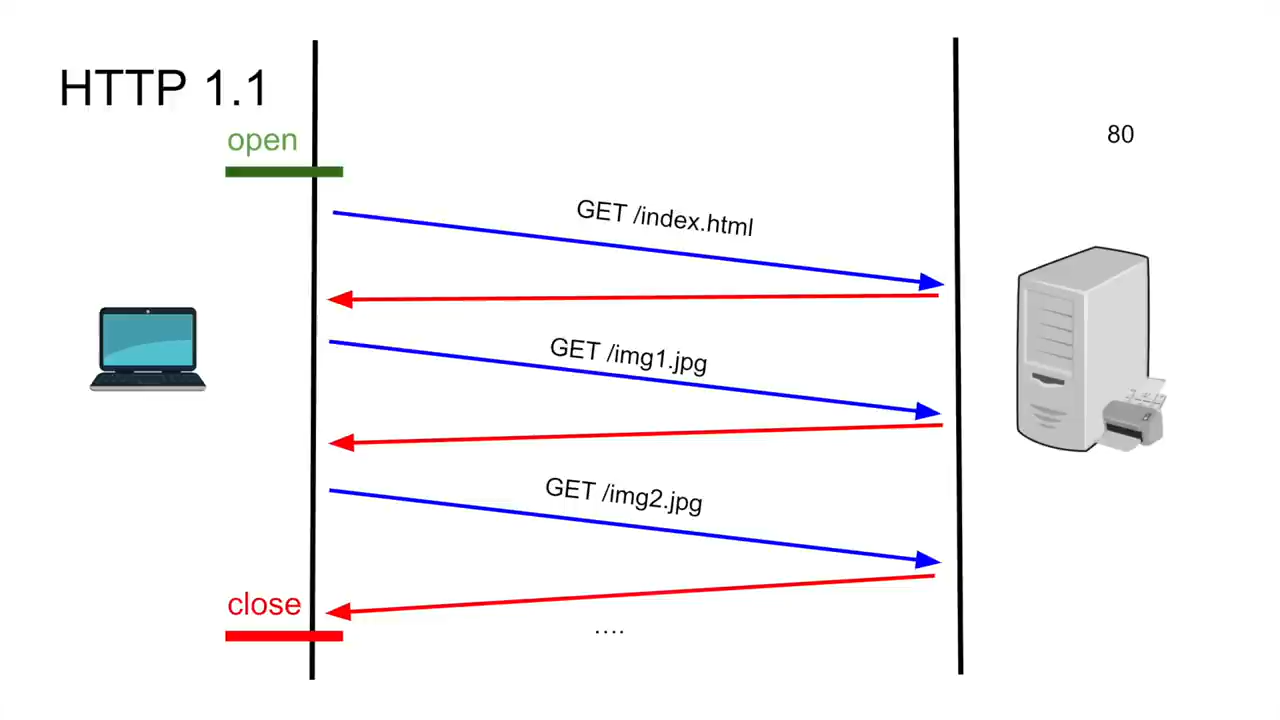 HTTP 1.1
open
80
GET /index.html
GET /img1.jpg
GET /img2.jpg
close
....